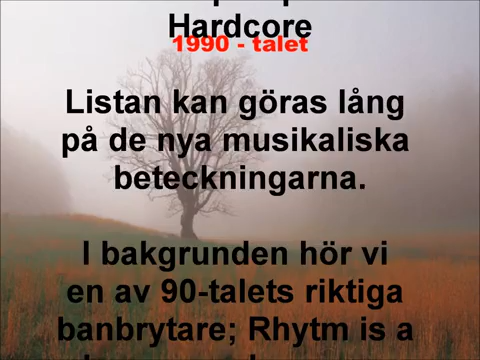 Hardcore
1990 - talet
Listan kan göras lång
på de nya musikaliska
beteckningarna.
I bakgrunden hör vi
en av 90-talets riktiga
banbrytare; Rhytm is a